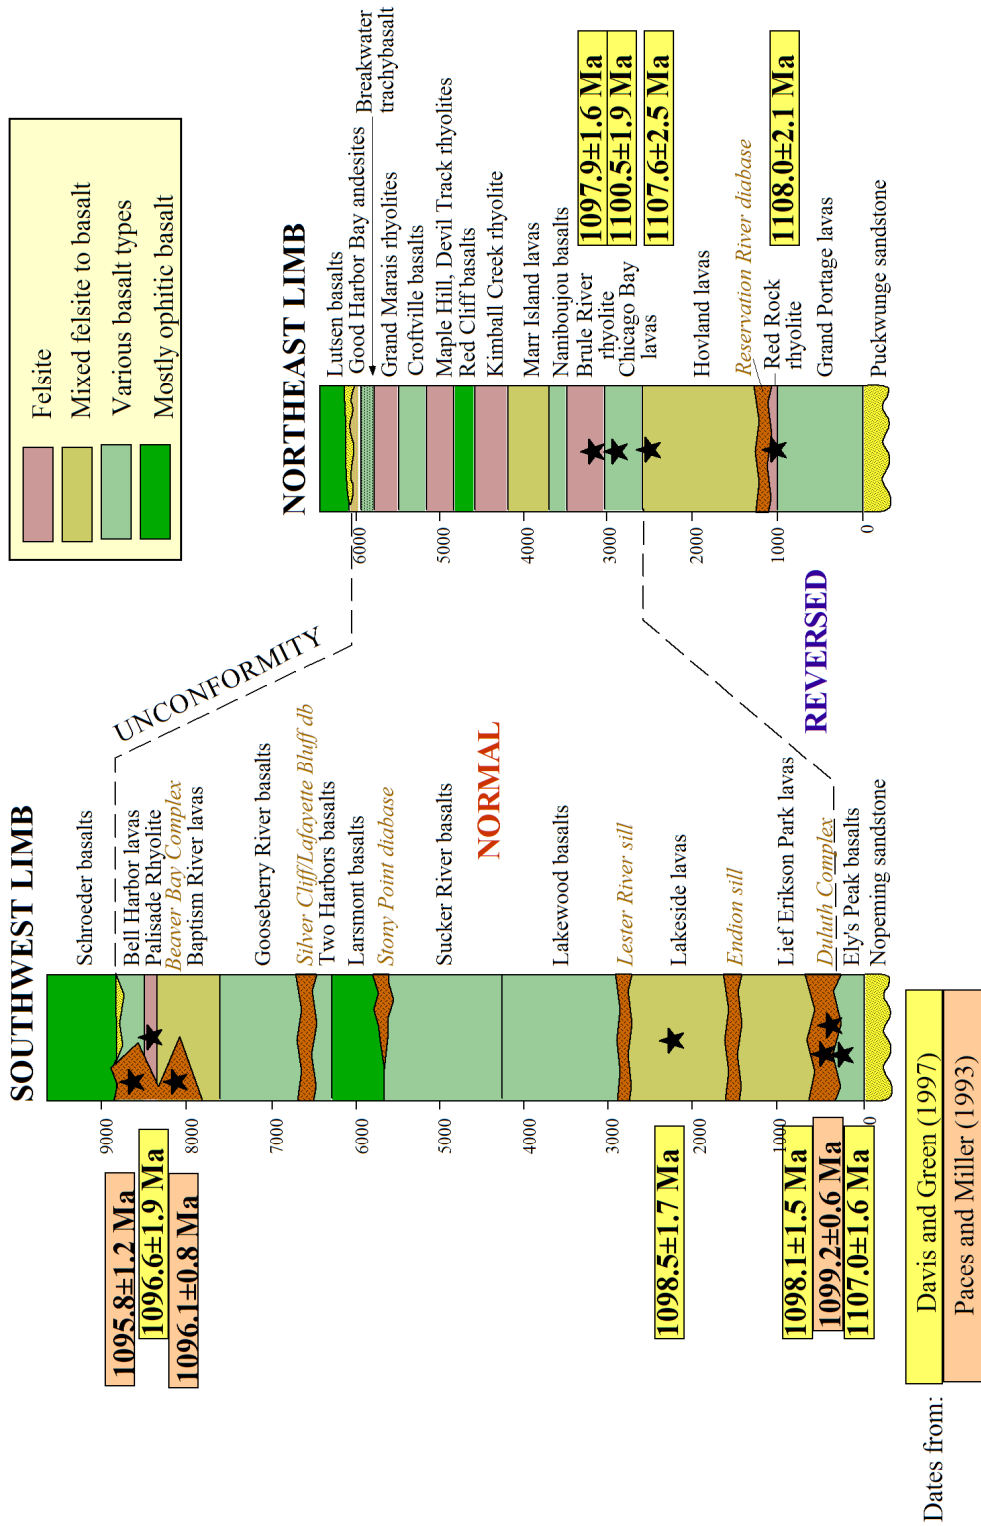 SOUTHWEST LIMB
1095.8±1.2 Ma
1096.6±1.9 Ma
1096.1±0.8 Ma
1098.5±1.7 Ma
1098.1±1.5 Ma
1099.2±0.6 Ma
1107.0±1.6 Ma
9000
8000
7000
6000
5000
4000
3000
2000
1000
0
Schroeder basalts
Bell Harbor lavas
Palisade Rhyolite
Beaver Bay Complex
Baptism River lavas
Gooseberry River basalts
Silver Cliff/Lafayette Bluff db
Two Harbors basalts
Larsmont basalts
Stony Point diabase
Sucker River basalts
Lakewood basalts
Lester River sill
Lakeside lavas
Endion sill
Lief Erikson Park lavas
Duluth Complex
Ely's Peak basalts
Nopeming sandstone
UNCONFORMITY
NORMAL
REVERSED
NORTHEAST LIMB
6000
5000
4000
3000
2000
1000
0
Lutsen basalts
Good Harbor Bay andesites
Breakwater
trachybasalt
Grand Marais rhyolites
Croftville basalts
Maple Hill, Devil Track rhyolites
Red Cliff basalts
Kimball Creek rhyolite
Marr Island lavas
Naniboujou basalts
Brule River
rhyolite
Chicago Bay
lavas
Hovland lavas
Reservation River diabase
Red Rock
rhyolite
Grand Portage lavas
Puckwunge sandstone
1097.9±1.6 Ma
1100.5±1.9 Ma
1107.6±2.5 Ma
1108.0±2.1 Ma
Felsite
Mixed felsite to basalt
Various basalt types
Mostly ophitic basalt
Dates from:
Davis and Green (1997)
Paces and Miller (1993)